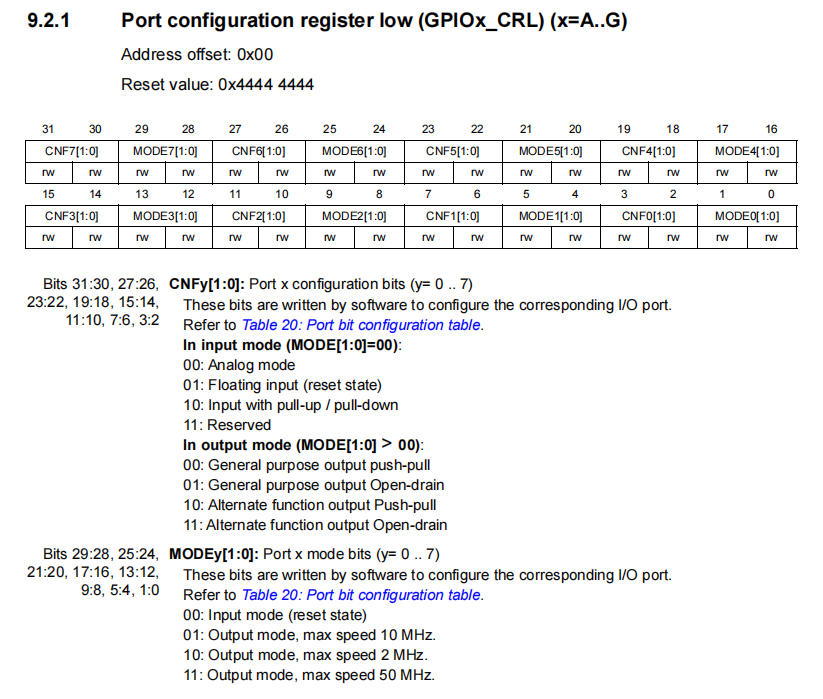 9.2.1 Port configuration register low (GPIOx_CRL) (x=A..G)
Address offset: 0x00
Reset value: 0x4444 4444
31 30 29 28 27 26 25 24 23 22 21 20 19 18 17 16
CNF7[1:0] MODE7[1:0] CNF6[1:0] MODE6[1:0] CNF5[1:0] MODE5[1:0] CNF4[1:0] MODE4[1:0]
rw rw rw rw rw rw rw rw rw rw rw rw rw rw rw rw
15 14 13 12 11 10 9 8 7 6 5 4 3 2 1 0
CNF3[1:0] MODE3[1:0] CNF2[1:0] MODE2[1:0] CNF1[1:0] MODE1[1:0] CNF0[1:0] MODE0[1:0]
rw rw rw rw rw rw rw rw rw rw rw rw rw rw rw rw
Bits 31:30, 27:26, CNFy[1:0]: Port x configuration bits (y= 0 .. 7)
23:22, 19:18, 15:14, These bits are written by software to configure the corresponding I/O port.
11:10, 7:6, 3:2 Refer to Table 20: Port bit configuration table.
In input mode (MODE[1:0]=00):
00: Analog mode
01: Floating input (reset state)
10: Input with pull-up / pull-down
11: Reserved
In output mode (MODE[1:0] > 00):
00: General purpose output push-pull
01: General purpose output Open-drain
10: Alternate function output Push-pull
11: Alternate function output Open-drain
Bits 29:28, 25:24, MODEy[1:0]: Port x mode bits (y= 0 .. 7)
21:20, 17:16, 13:12, These bits are written by software to configure the corresponding I/O port.
9:8, 5:4, 1:0 Refer to Table 20: Port bit configuration table.
00: Input mode (reset state)
01: Output mode, max speed 10 MHz.
10: Output mode, max speed 2 MHz.
11: Output mode, max speed 50 MHz.